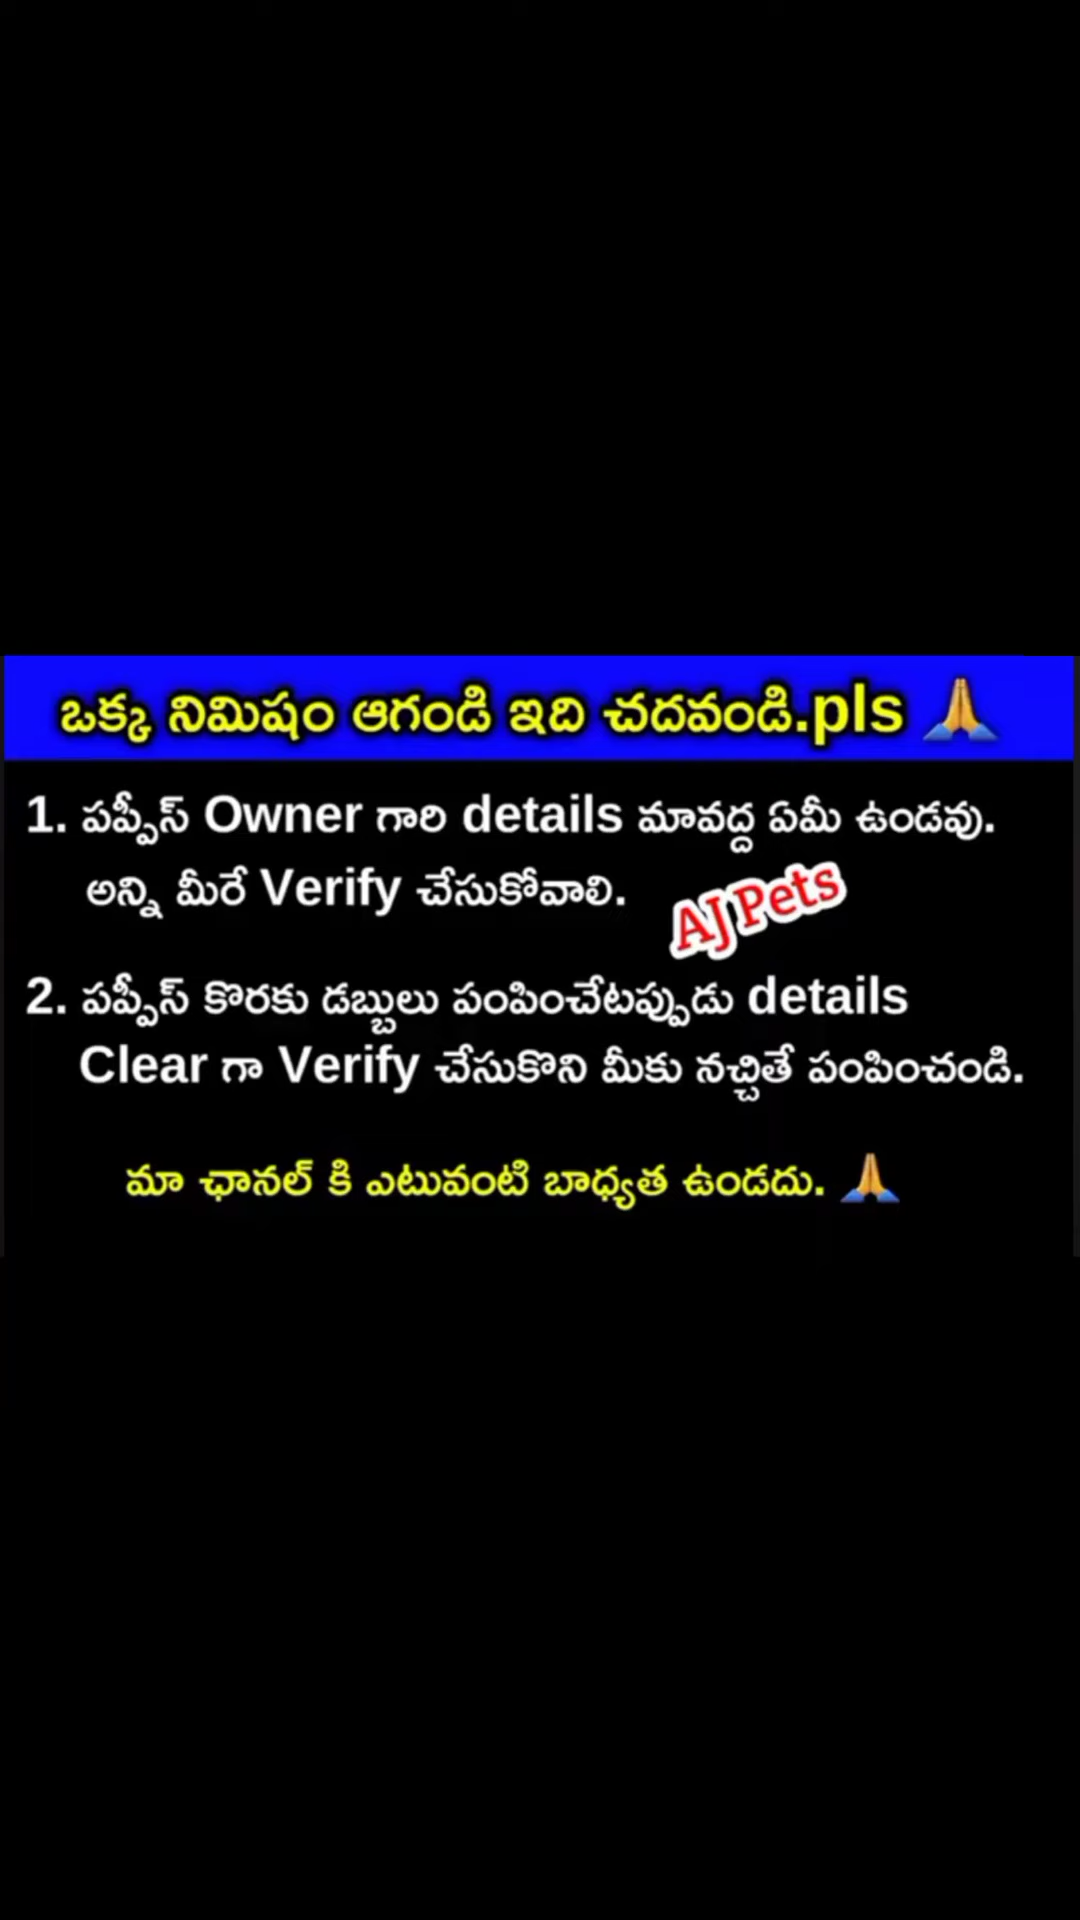 ఒక్క నిమిషం ఆగండి ఇది చదవండి.pls 🙏
1. పప్పీస్ Owner గారి details మావద్ద ఏమీ ఉండవు.
అన్ని మీరే Verify చేసుకోవాలి.
AJ Pets
2. పప్పీస్ కొరకు డబ్బులు పంపించేటప్పుడు details
Clear గా Verify చేసుకొని మీకు నచ్చితే పంపించండి.
మా ఛానల్ కి ఎటువంటి బాధ్యత ఉండదు. 🙏